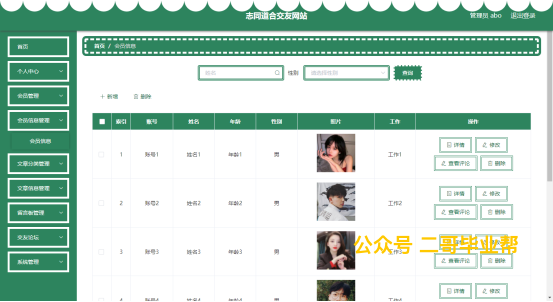 志同道合交友网站
管理员 abo 退出登录
首页
个人中心
会员管理
会员信息管理
会员信息
文章分类管理
文章信息管理
留言板管理
交友论坛
系统管理
首页 / 会员信息
姓名 性别 请选择性别 查询
新增 删除
索引 账号 姓名 年龄 性别 照片 工作 操作
1 账号1 姓名1 年龄1 男 工作1 详情 修改 查看评论 删除
2 账号2 姓名2 年龄2 男 工作2 详情 修改 查看评论 删除
3 账号3 姓名3 年龄3 男 工作3 详情 修改 查看评论 删除
公众号 二哥毕业帮
4 账号4 姓名4 年龄4 男 工作4 详情 修改